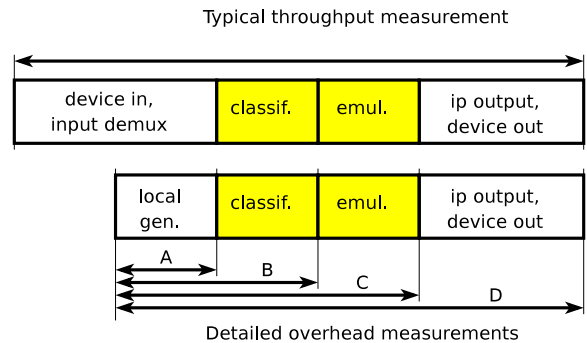 Typical throughput measurement
device in,
input demux
classif.
emul.
ip output,
device out
local
gen.
classif.
emul.
ip output,
device out
A
B
C
D
Detailed overhead measurements